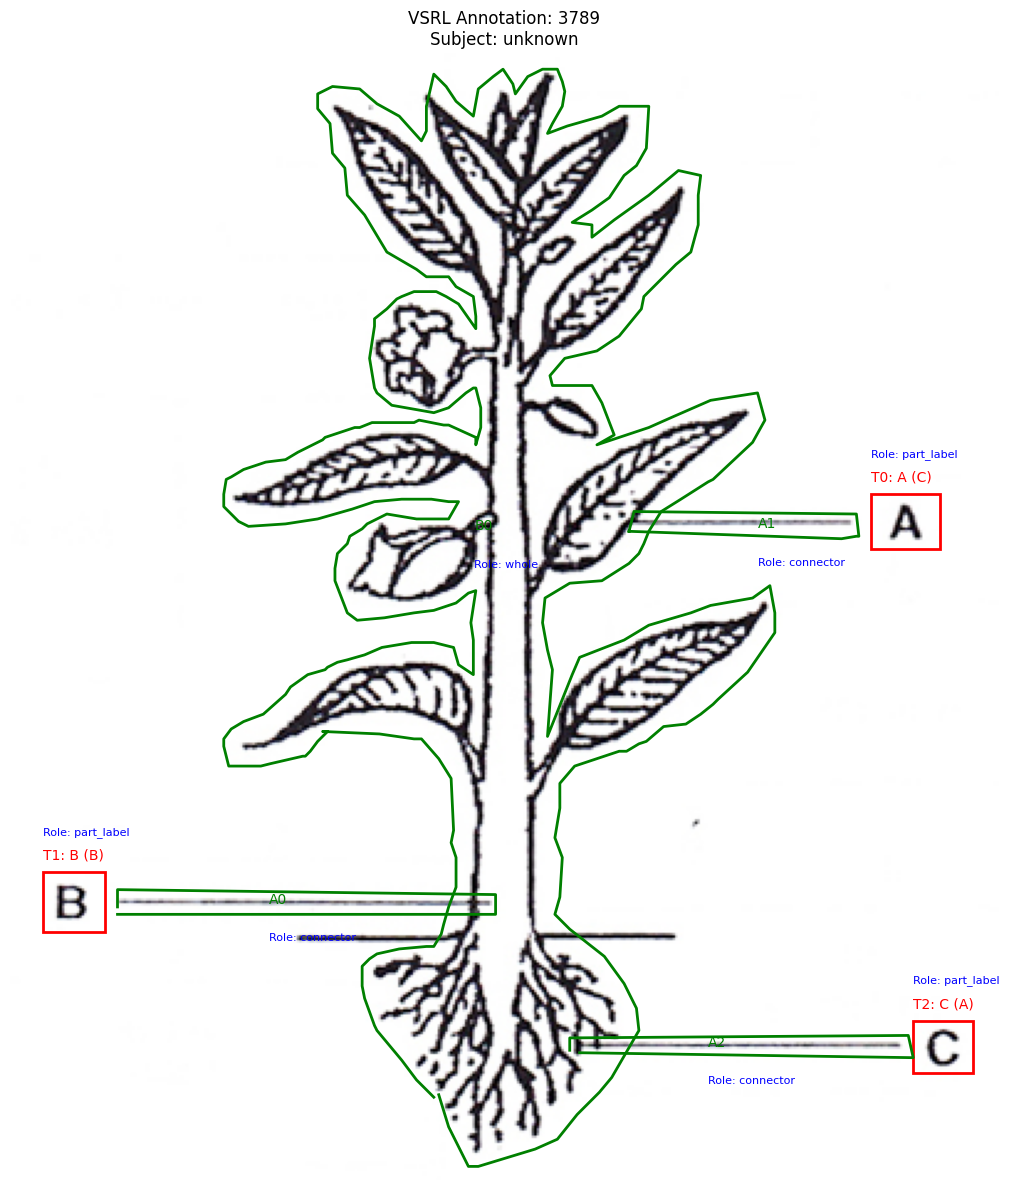 VSRL Annotation: 3789
Subject: unknown
Role: part_label
T0: A (C)
A
A1
B0
Role: connector
Role: whole
Role: part_label
T1: B (B)
B
A0
Role: connector
Role: part_label
T2: C (A)
C
A2
Role: connector